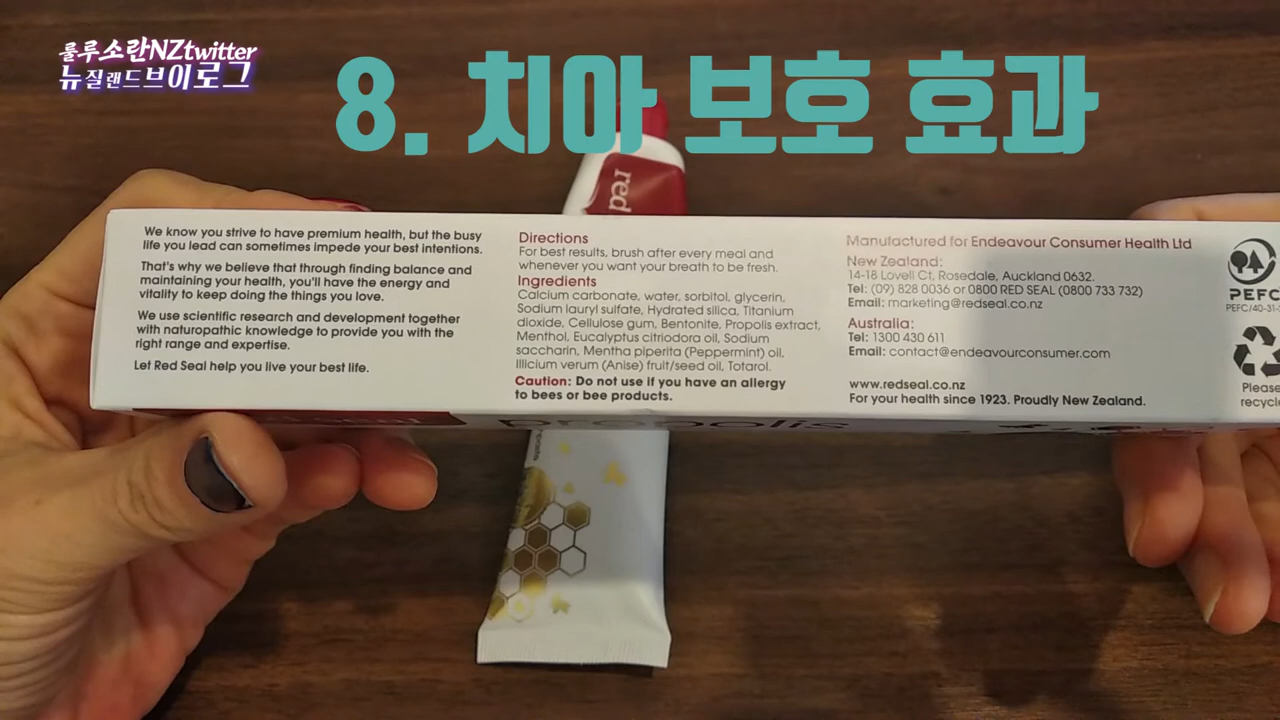 룰루소란NZtwitter
뉴질랜드브이로그
8. 치아 보호 효과
red
We know you strive to have premium health, but the busy
life you lead can sometimes impede your best intentions.
That's why we believe that through finding balance and
maintaining your health, you'll have the energy and
vitality to keep doing the things you love.
We use scientific research and development together
with naturopathic knowledge to provide you with the
right range and expertise.
Let Red Seal help you live your best life.
Directions
For best results, brush after every meal and
whenever you want your breath to be fresh.
Ingredients
Calcium carbonate, water, sorbitol, glycerin,
Sodium lauryl sulfate, Hydrated silica, Titanium
dioxide, Cellulose gum, Bentonite, Propolis extract,
Menthol, Eucalyptus citriodora oil, Sodium
saccharin, Mentha piperita (Peppermint) oil,
Illicium verum (Anise) fruit/seed oil, Totarol.
Caution: Do not use if you have an allergy
to bees or bee products.
Manufactured for Endeavour Consumer Health Ltd
New Zealand:
14-18 Lovell Ct, Rosedale, Auckland 0632.
Tel: (09) 828 0036 or 0800 RED SEAL (0800 733 732)
Email: marketing@redseal.co.nz
Australia:
Tel: 1300 430 611
Email: contact@endeavourconsumer.com
www.redseal.co.nz
For your health since 1923. Proudly New Zealand.
PEFC
PEFC/40-31-
Please
recycl
propolis